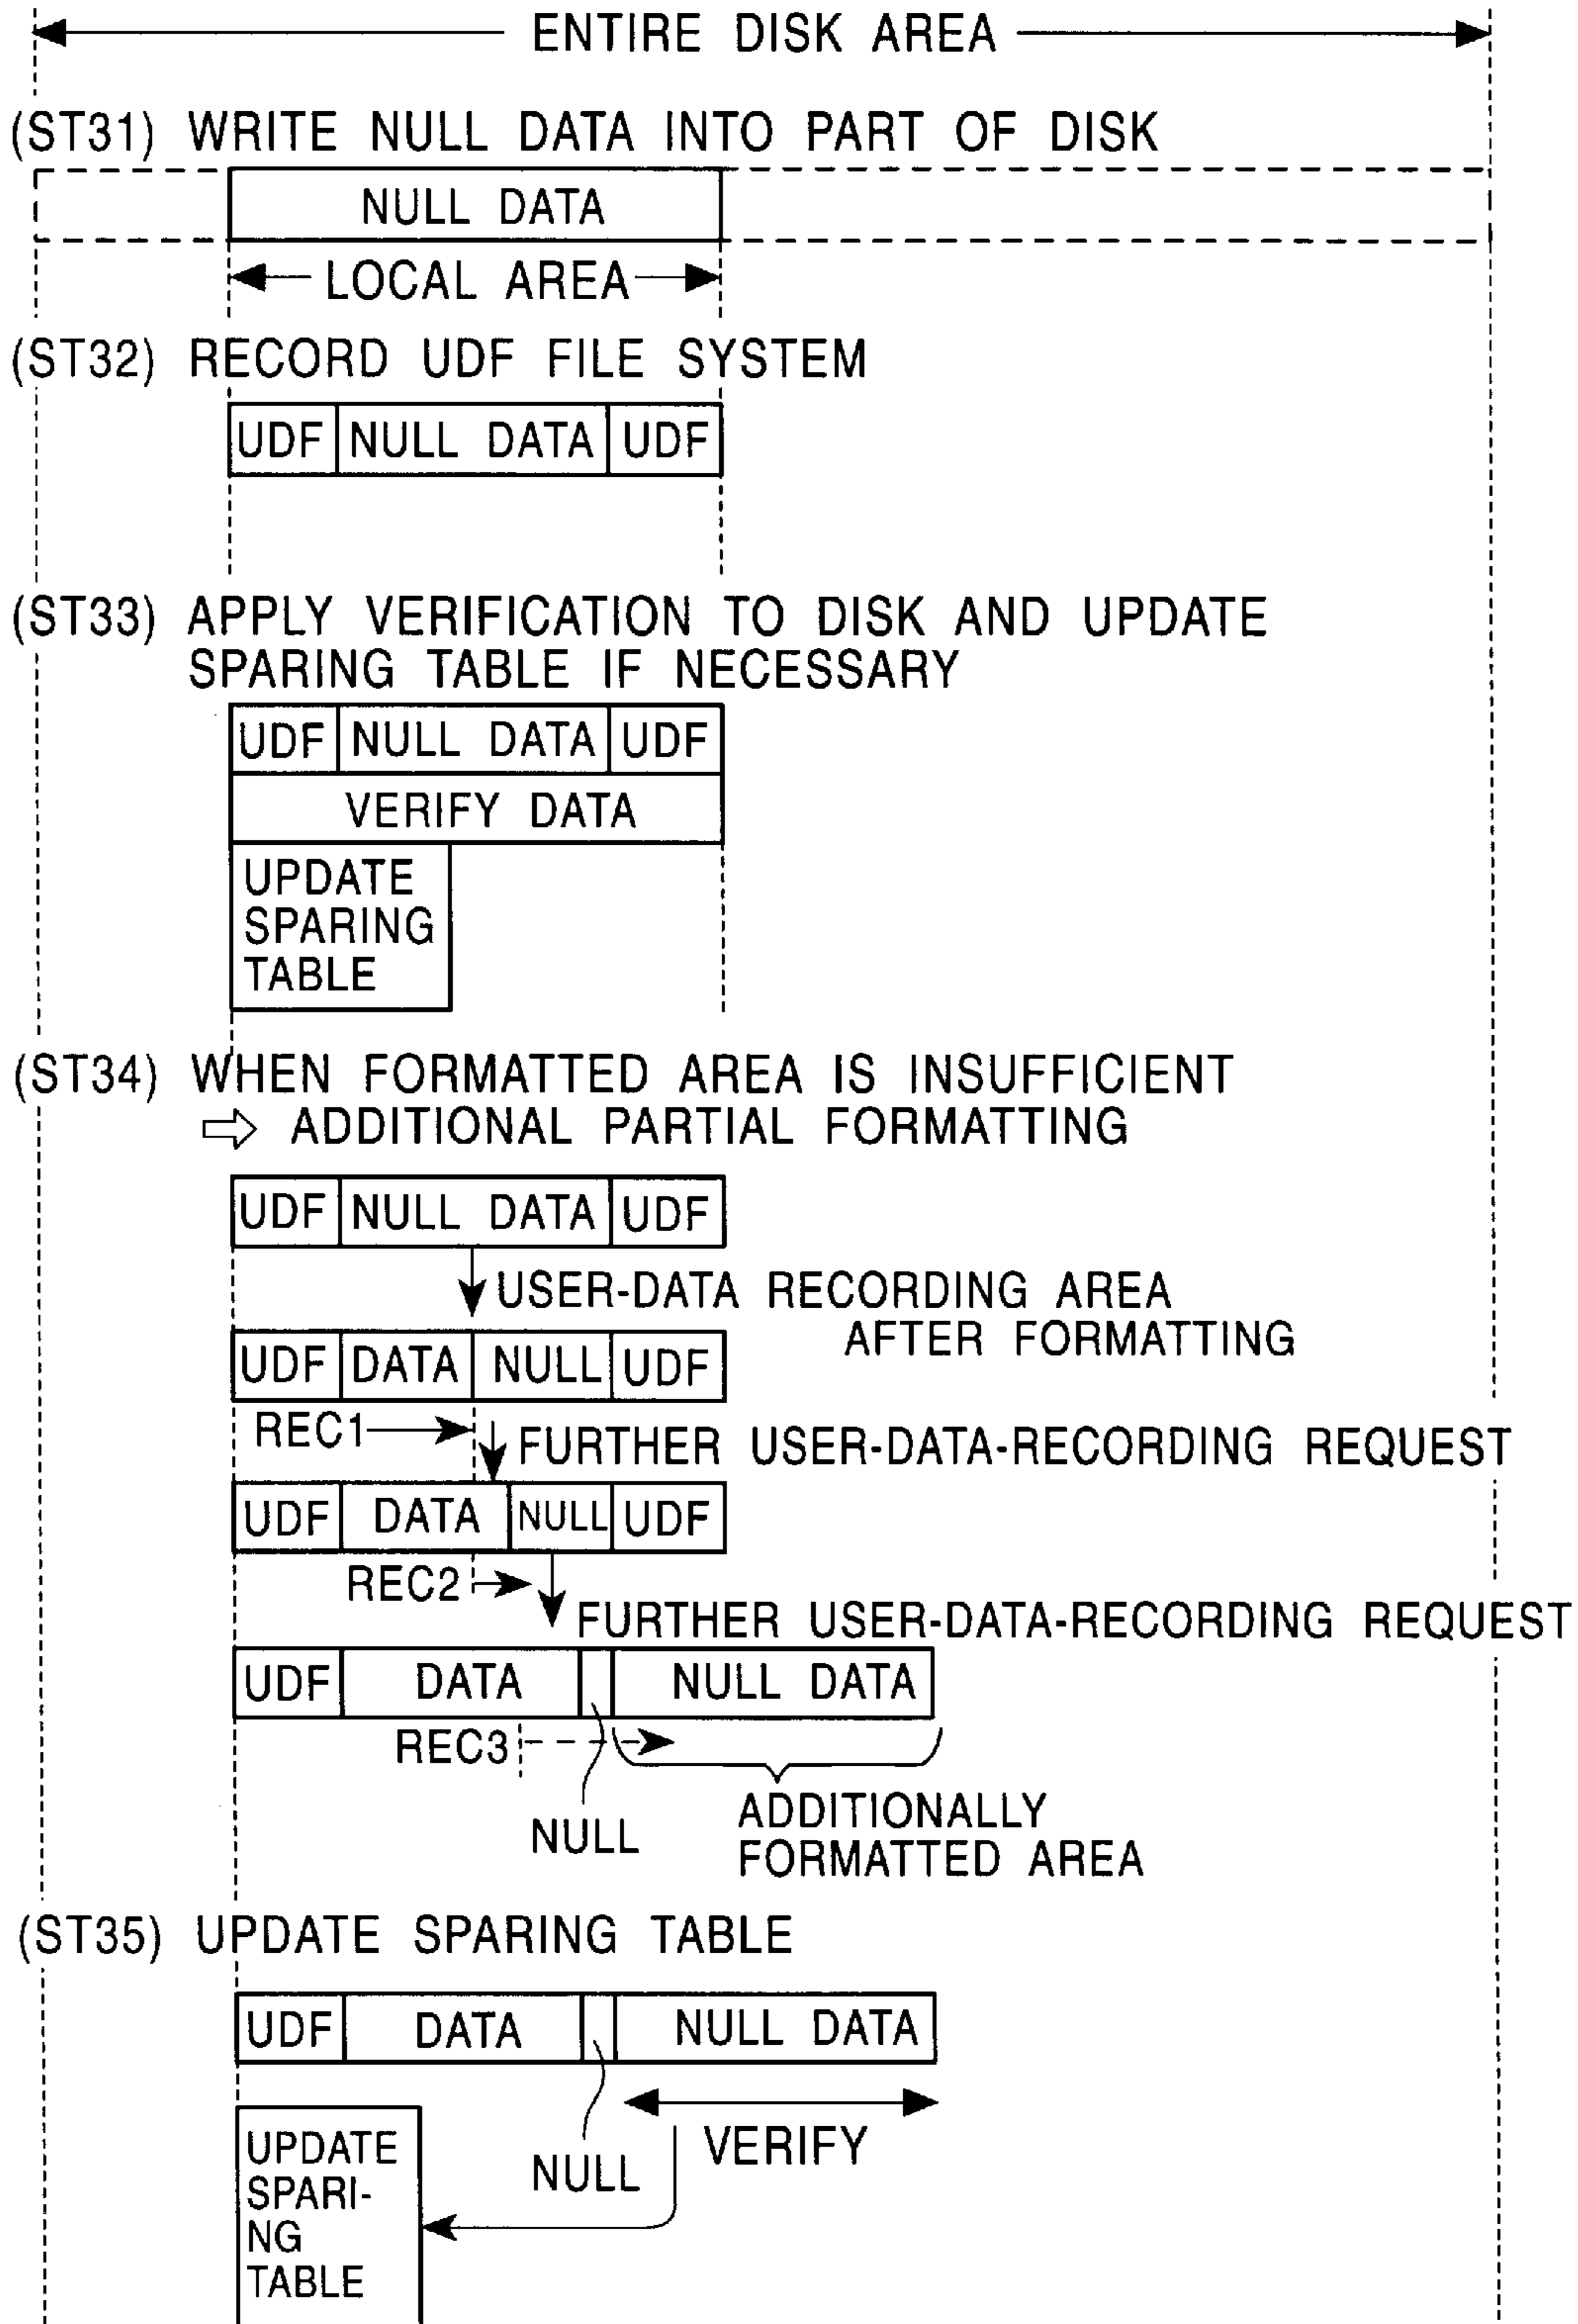 ENTIRE DISK AREA
(ST31) WRITE NULL DATA INTO PART OF DISK
NULL DATA
LOCAL AREA
(ST32) RECORD UDF FILE SYSTEM
UDF NULL DATA UDF
(ST33) APPLY VERIFICATION TO DISK AND UPDATE
SPARING TABLE IF NECESSARY
UDF NULL DATA UDF
VERIFY DATA
UPDATE
SPARING
TABLE
(ST34) WHEN FORMATTED AREA IS INSUFFICIENT
⇨ ADDITIONAL PARTIAL FORMATTING
UDF NULL DATA UDF
USER-DATA RECORDING AREA
AFTER FORMATTING
UDF DATA NULL UDF
REC1
FURTHER USER-DATA-RECORDING REQUEST
UDF DATA NULL UDF
REC2
FURTHER USER-DATA-RECORDING REQUEST
UDF DATA NULL DATA
REC3
NULL
ADDITIONALLY
FORMATTED AREA
(ST35) UPDATE SPARING TABLE
UDF DATA NULL DATA
VERIFY
NULL
UPDATE
SPARI-
NG
TABLE